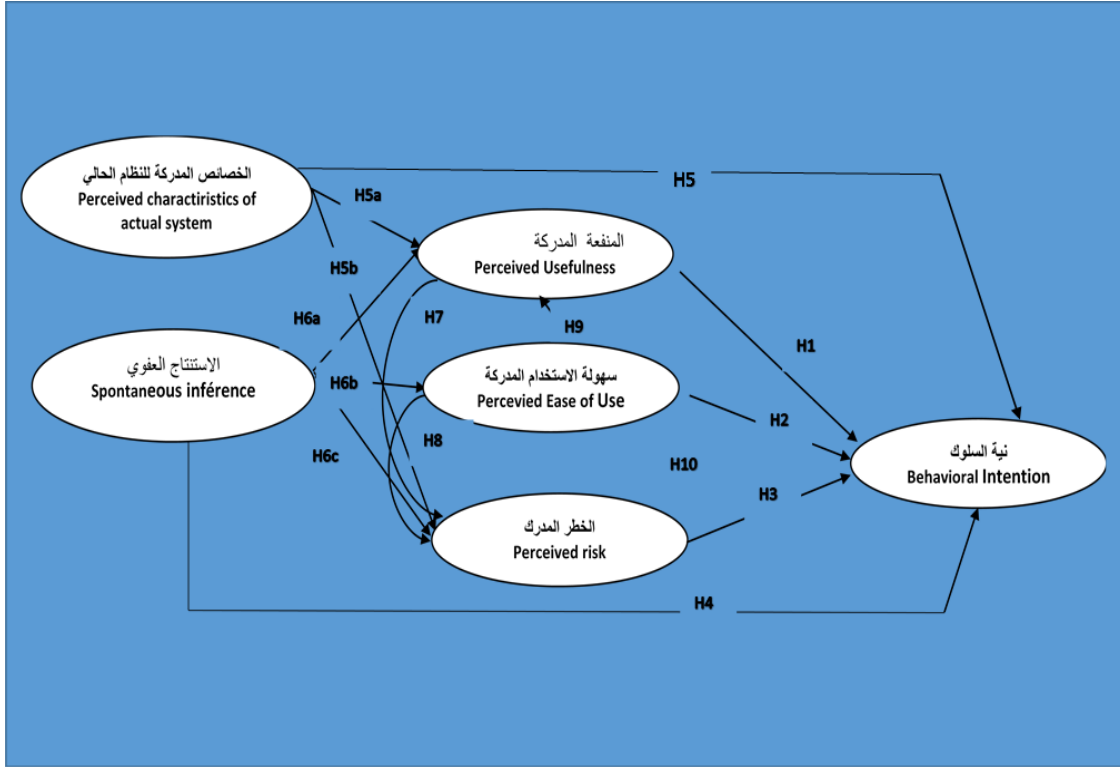 الخصائص المدركة للنظام الحالي
Perceived charactiristics of
actual system
H5
H5a
المنفعة المدركة
Perceived Usefulness
H5b
H6a
H7
H9
H1
الاستنتاج العفوي
Spontaneous inférence
H6b
سهولة الاستخدام المدركة
Percevied Ease of Use
H2
H8
H6c
H10
نية السلوك
Behavioral Intention
H3
الخطر المدرك
Perceived risk
H4